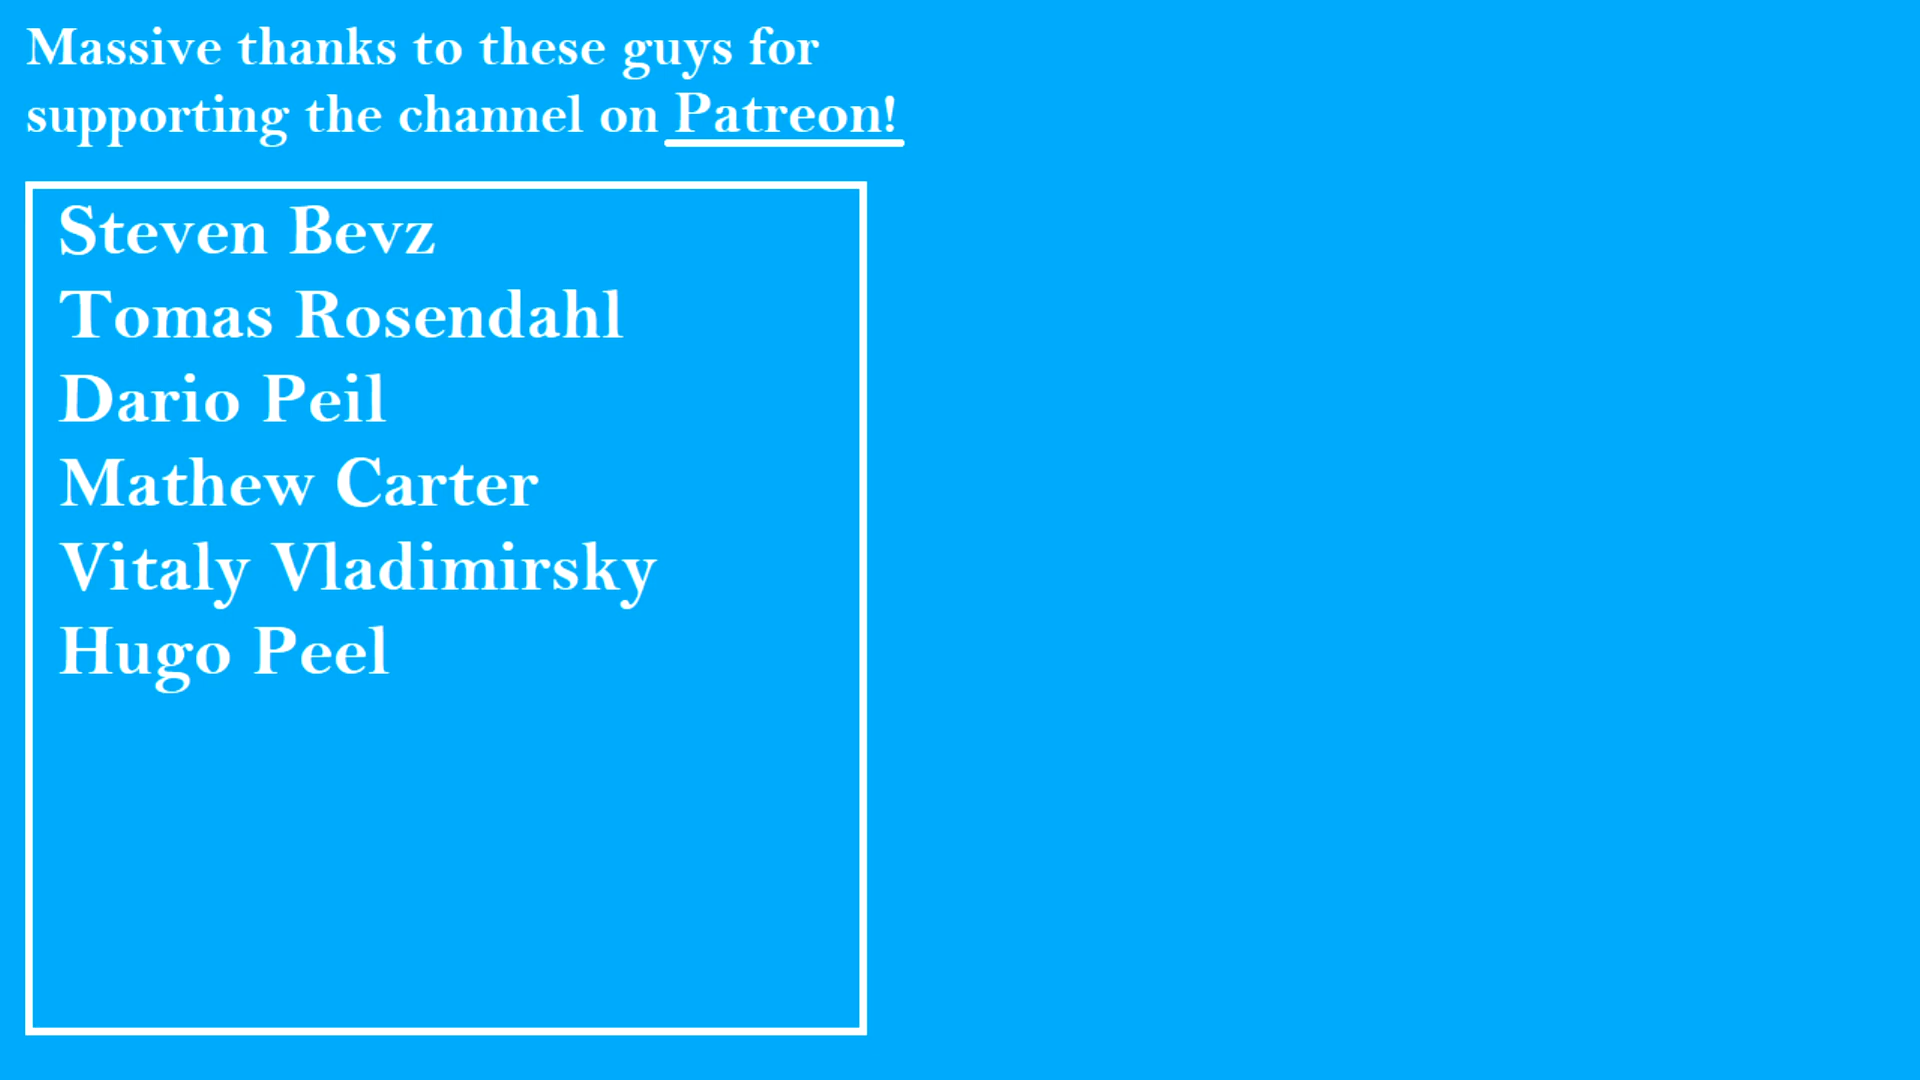 Massive thanks to these guys for
supporting the channel on Patreon!
Steven Bevz
Tomas Rosendahl
Dario Peil
Mathew Carter
Vitaly Vladimirsky
Hugo Peel